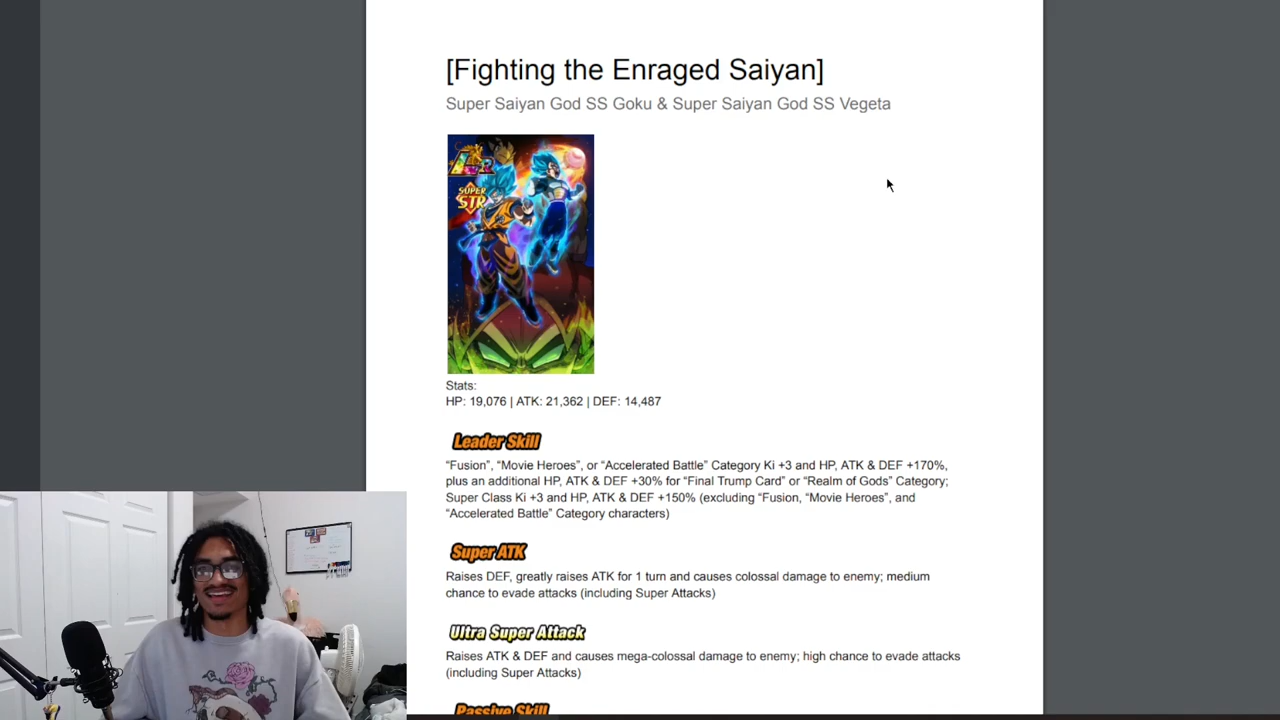 [Fighting the Enraged Saiyan]
Super Saiyan God SS Goku & Super Saiyan God SS Vegeta
LR
SUPER
STR
Stats:
HP: 19,076 | ATK: 21,362 | DEF: 14,487
Leader Skill
“Fusion”, “Movie Heroes”, or “Accelerated Battle” Category Ki +3 and HP, ATK & DEF +170%,
plus an additional HP, ATK & DEF +30% for “Final Trump Card” or “Realm of Gods” Category;
Super Class Ki +3 and HP, ATK & DEF +150% (excluding “Fusion, “Movie Heroes”, and
“Accelerated Battle” Category characters)
Super ATK
Raises DEF, greatly raises ATK for 1 turn and causes colossal damage to enemy; medium
chance to evade attacks (including Super Attacks)
Ultra Super Attack
Raises ATK & DEF and causes mega-colossal damage to enemy; high chance to evade attacks
(including Super Attacks)
Passive Skill